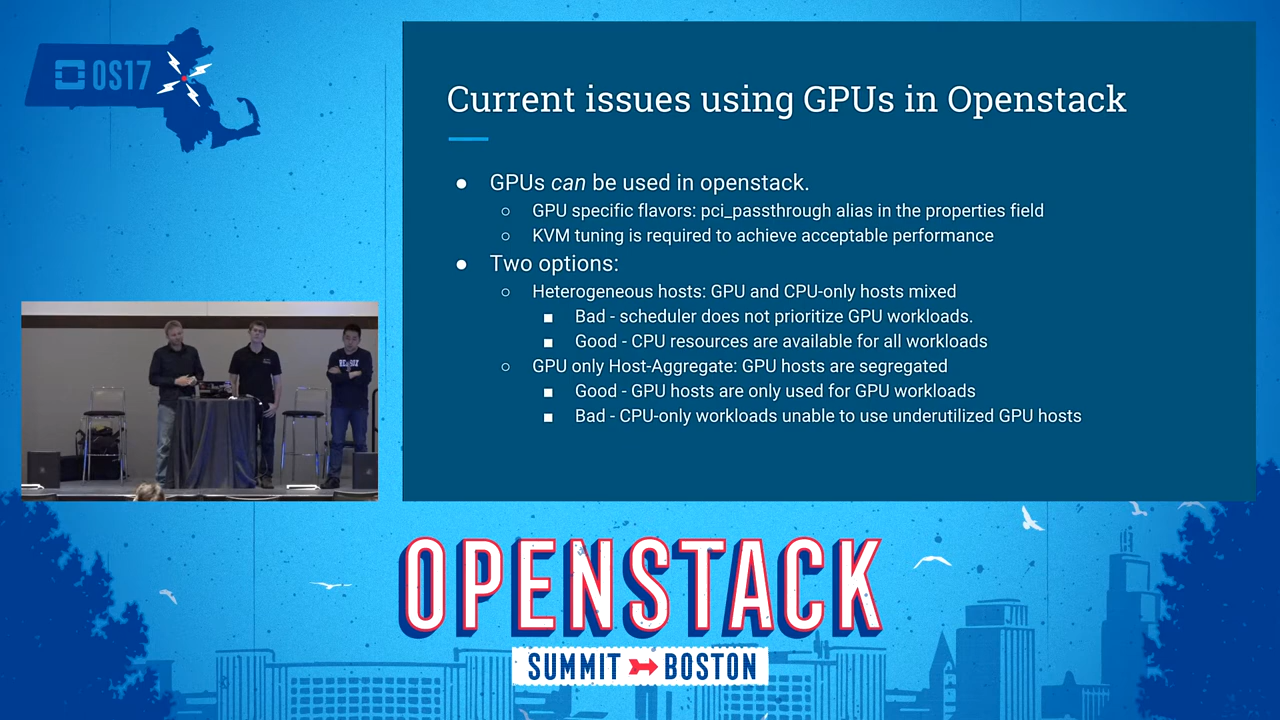 OS17
Current issues using GPUs in Openstack
● GPUs can be used in openstack.
○ GPU specific flavors: pci_passthrough alias in the properties field
○ KVM tuning is required to achieve acceptable performance
● Two options:
○ Heterogeneous hosts: GPU and CPU-only hosts mixed
■ Bad - scheduler does not prioritize GPU workloads.
■ Good - CPU resources are available for all workloads
○ GPU only Host-Aggregate: GPU hosts are segregated
■ Good - GPU hosts are only used for GPU workloads
■ Bad - CPU-only workloads unable to use underutilized GPU hosts
OPENSTACK
SUMMIT BOSTON